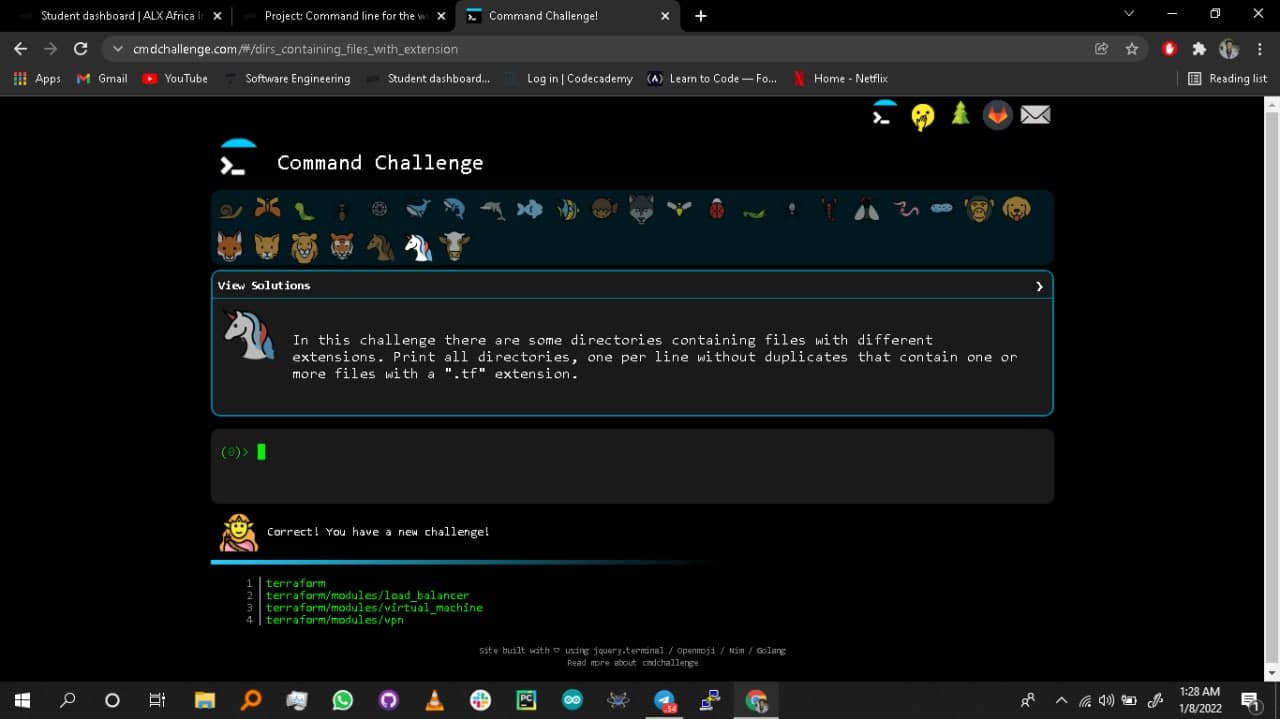 Student dashboard | ALX Africa I
Project: Command line for the w
Command Challenge!
cmdchallenge.com/#/dirs_containing_files_with_extension
Apps
Gmail
YouTube
Software Engineering
Student dashboard...
Log in | Codecademy
Learn to Code — Fo...
Home - Netflix
Reading list
Command Challenge
View Solutions
In this challenge there are some directories containing files with different
extensions. Print all directories, one per line without duplicates that contain one or
more files with a ".tf" extension.
(0)>
Correct! You have a new challenge!
1 terraform
2 terraform/modules/load_balancer
3 terraform/modules/virtual_machine
4 terraform/modules/vpn
Site built with ♡ using jquery.terminal / Openmoji / Nim / Golang
Read more about cmdchallenge
PC
1:28 AM
1/8/2022
1